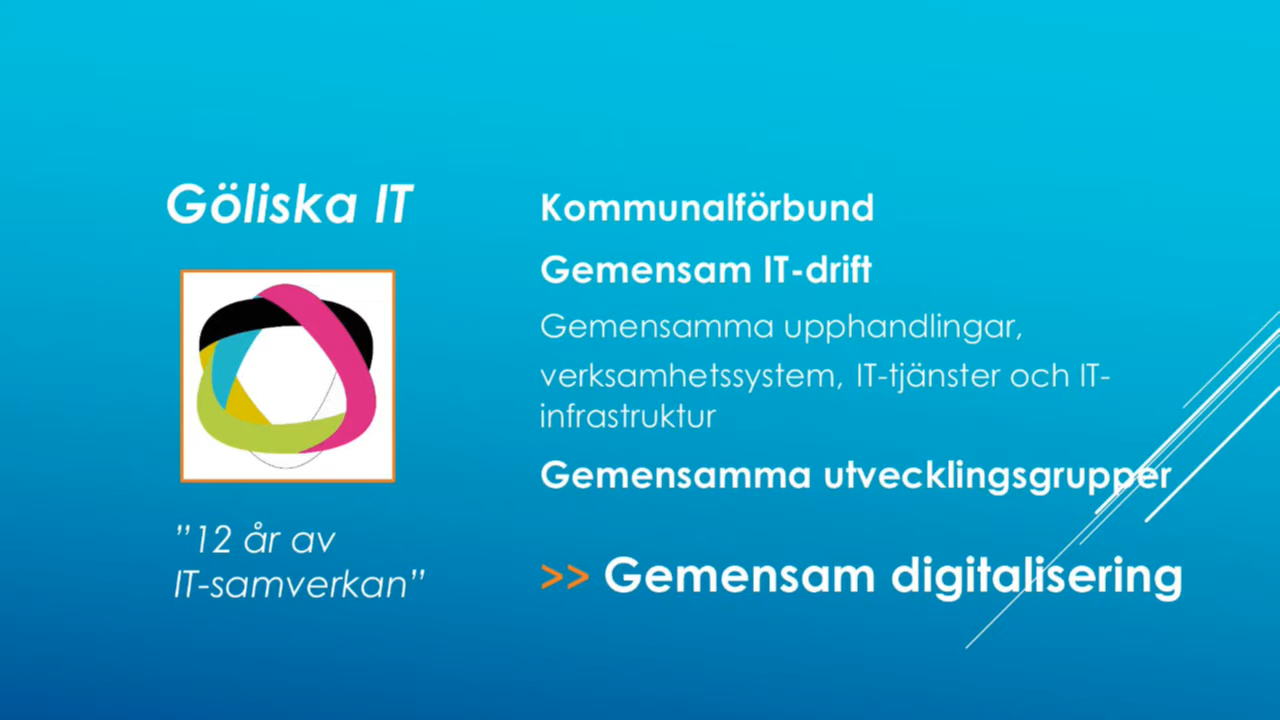 Göliska IT
”12 år av
IT-samverkan”
Kommunalförbund
Gemensam IT-drift
Gemensamma upphandlingar,
verksamhetssystem, IT-tjänster och IT-
infrastruktur
Gemensamma utvecklingsgrupper
>> Gemensam digitalisering